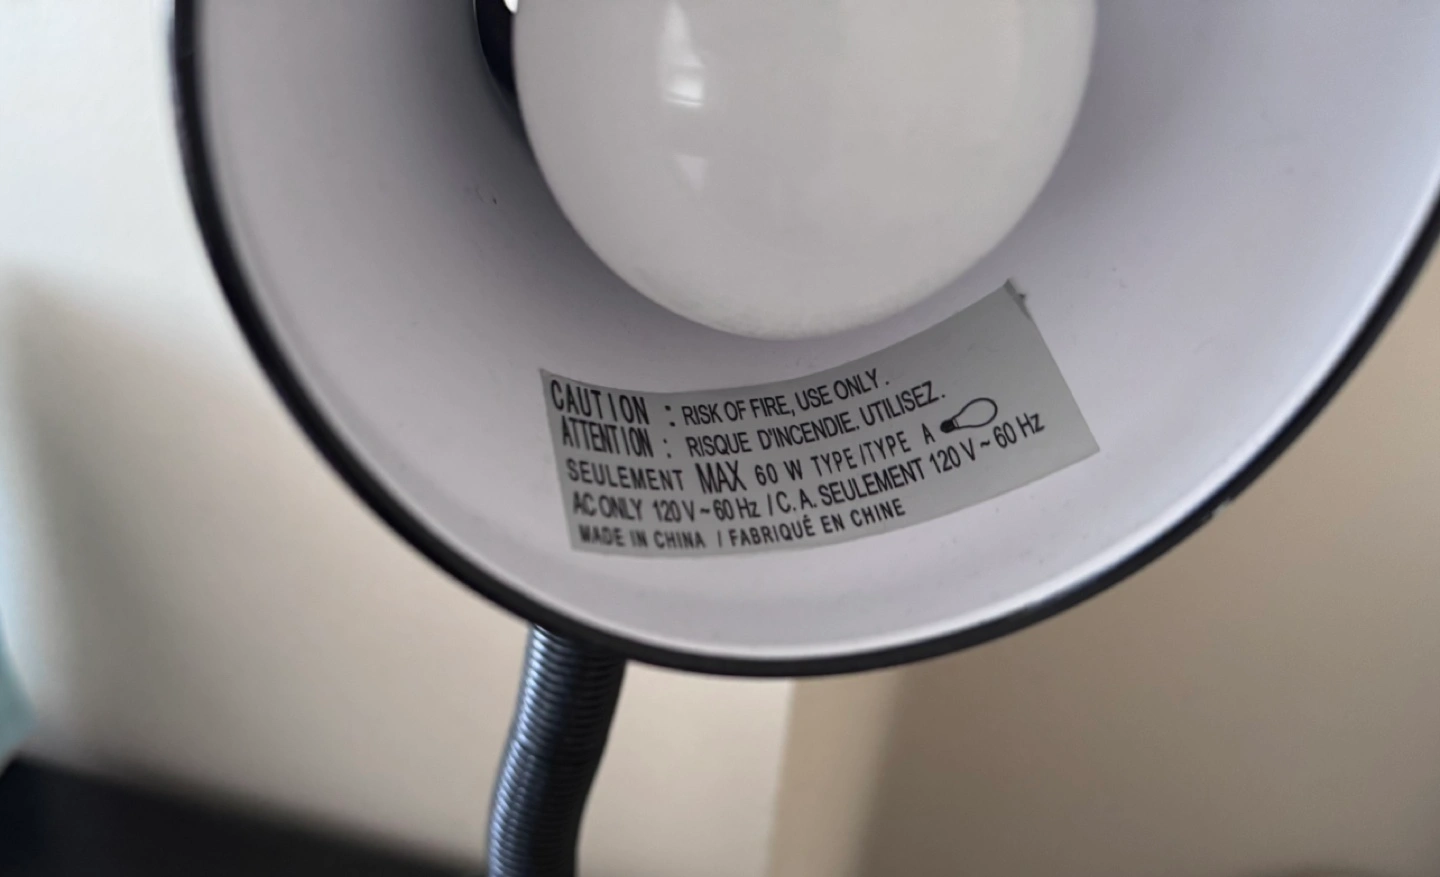 CAUTION : RISK OF FIRE, USE ONLY.
ATTENTION : RISQUE D'INCENDIE. UTILISEZ.
SEULEMENT MAX 60 W TYPE/TYPE A
AC ONLY 120 V ~ 60 Hz / C. A. SEULEMENT 120 V ~ 60 Hz
MADE IN CHINA / FABRIQUÊ EN CHINE